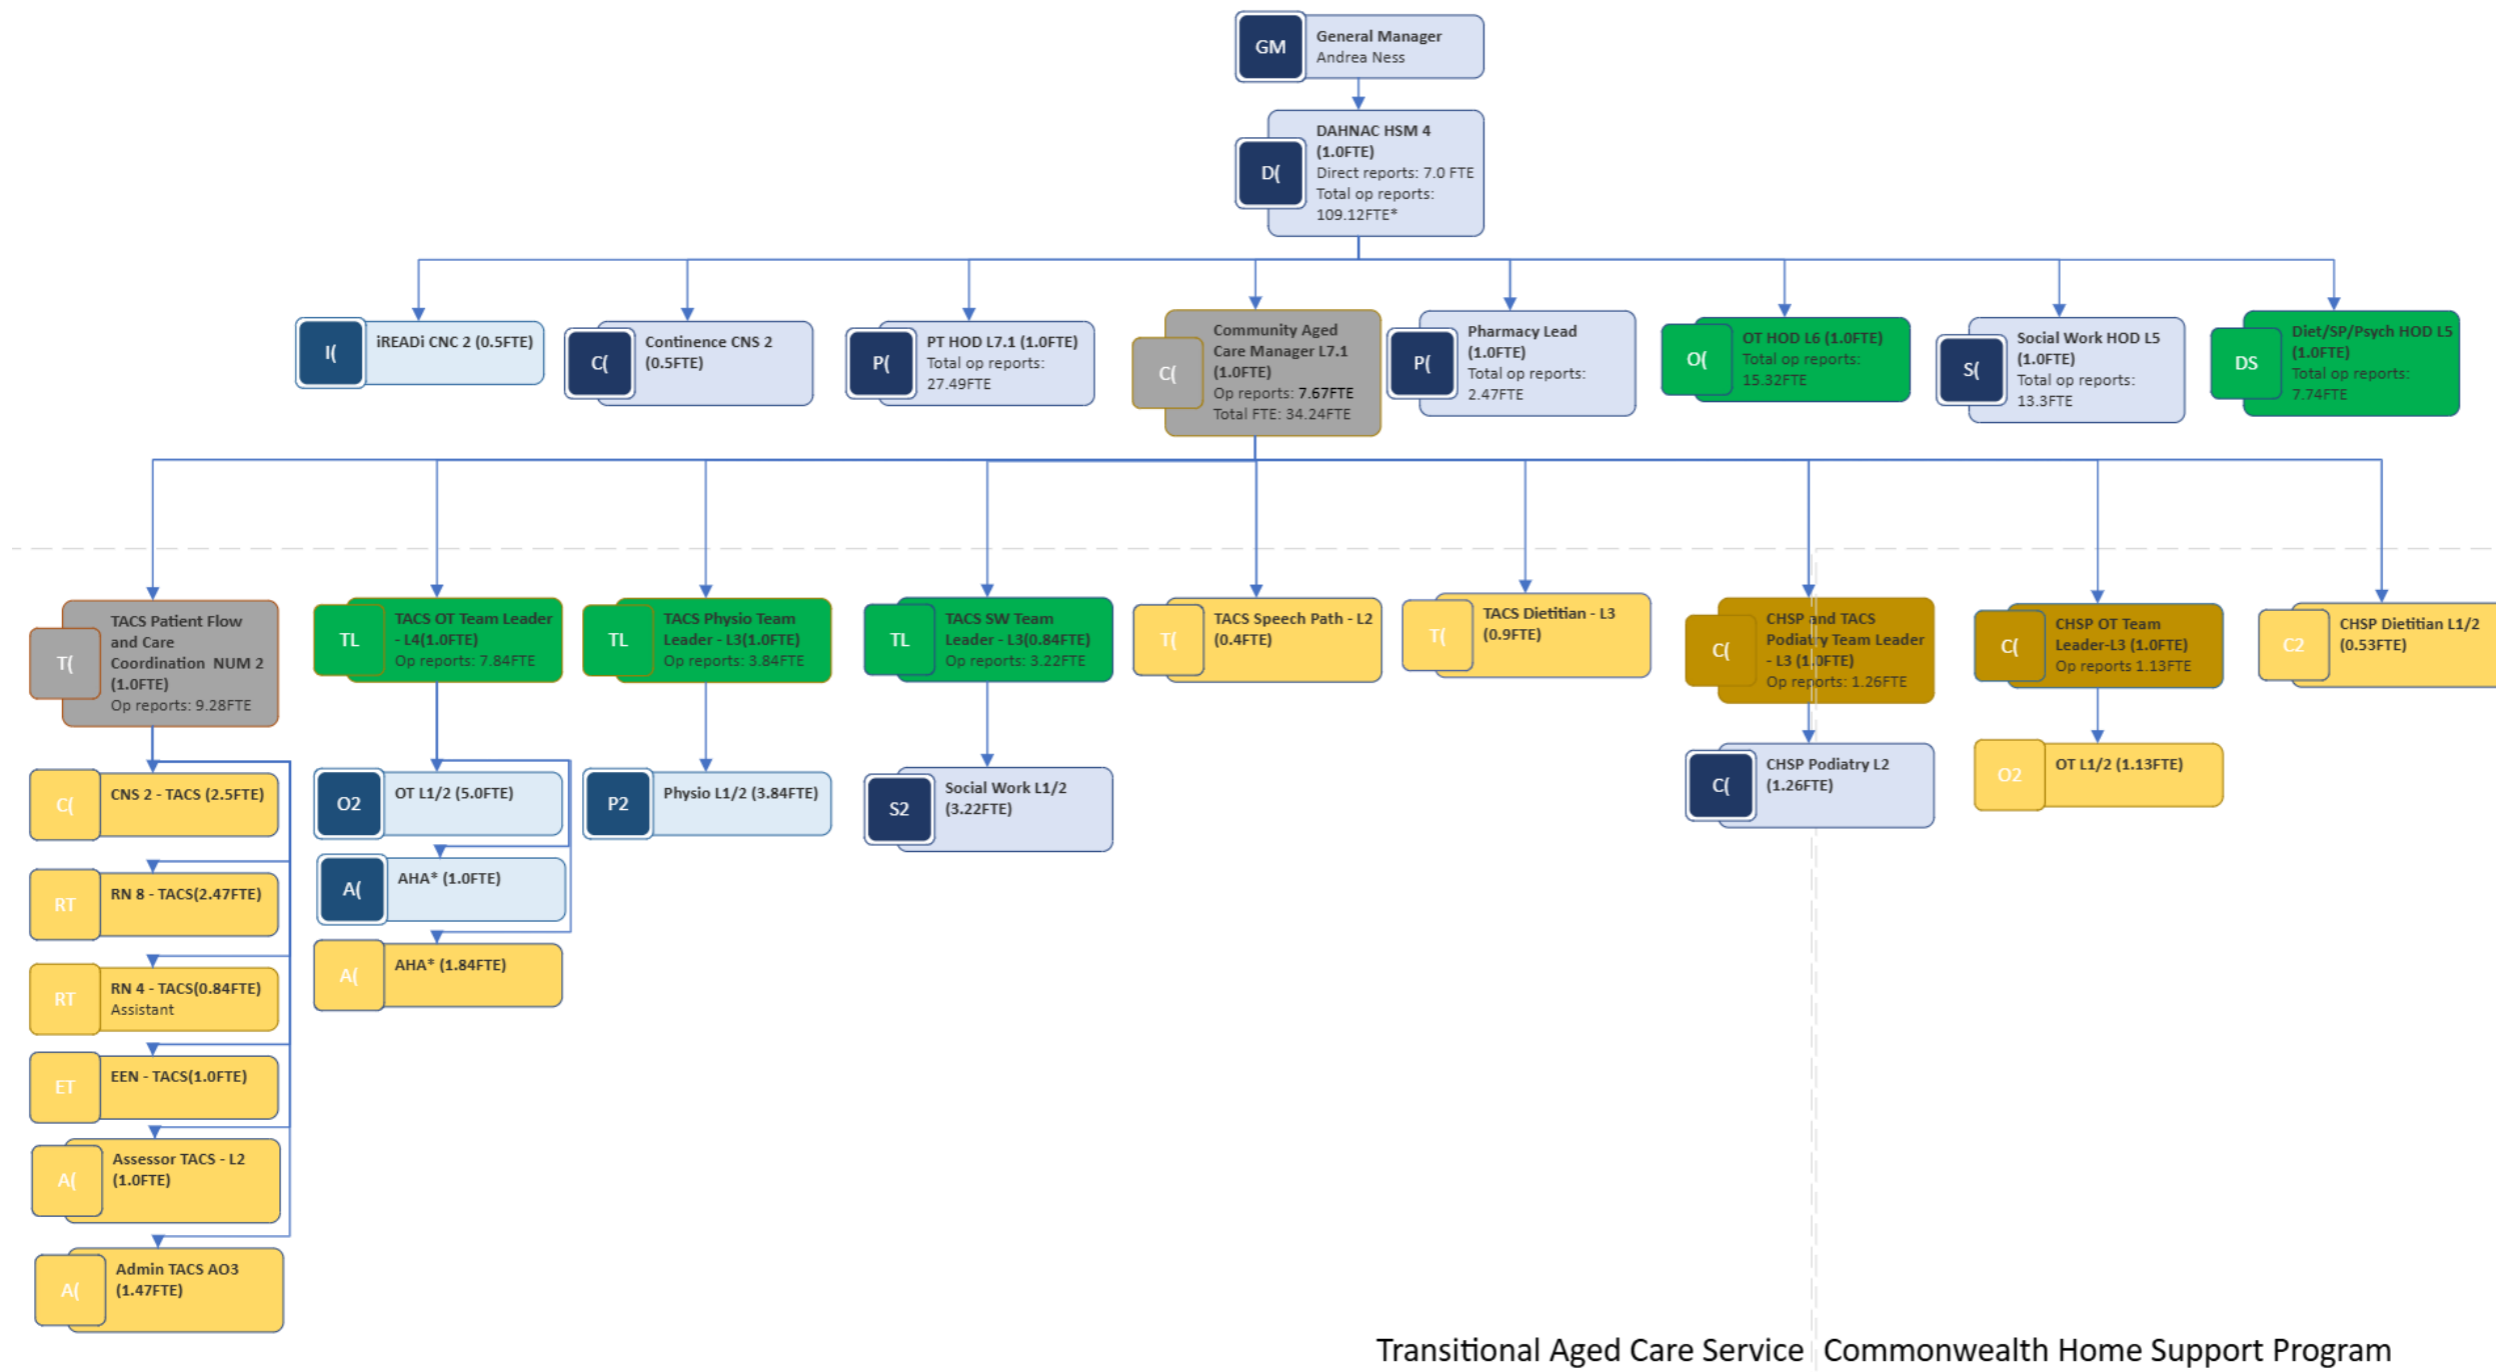 GM
General Manager
Andrea Ness
D(
DAHNAC HSM 4
(1.0FTE)
Direct reports: 7.0 FTE
Total op reports:
109.12FTE*
I(
iREADi CNC 2 (0.5FTE)
C(
Continence CNS 2
(0.5FTE)
P(
PT HOD L7.1 (1.0FTE)
Total op reports:
27.49FTE
C(
Community Aged
Care Manager L7.1
(1.0FTE)
Op reports: 7.67FTE
Total FTE: 34.24FTE
P(
Pharmacy Lead
(1.0FTE)
Total op reports:
2.47FTE
O(
OT HOD L6 (1.0FTE)
Total op reports:
15.32FTE
S(
Social Work HOD L5
(1.0FTE)
Total op reports:
13.3FTE
DS
Diet/SP/Psych HOD L5
(1.0FTE)
Total op reports:
7.74FTE
T(
TACS Patient Flow
and Care
Coordination NUM 2
(1.0FTE)
Op reports: 9.28FTE
TL
TACS OT Team Leader
- L4(1.0FTE)
Op reports: 7.84FTE
TL
TACS Physio Team
Leader - L3(1.0FTE)
Op reports: 3.84FTE
TL
TACS SW Team
Leader - L3(0.84FTE)
Op reports: 3.22FTE
T(
TACS Speech Path - L2
(0.4FTE)
T(
TACS Dietitian - L3
(0.9FTE)
C(
CHSP and TACS
Podiatry Team Leader
- L3 (1.0FTE)
Op reports: 1.26FTE
C(
CHSP OT Team
Leader-L3 (1.0FTE)
Op reports 1.13FTE
C2
CHSP Dietitian L1/2
(0.53FTE)
C(
CNS 2 - TACS (2.5FTE)
RT
RN 8 - TACS(2.47FTE)
RT
RN 4 - TACS(0.84FTE)
Assistant
ET
EEN - TACS(1.0FTE)
A(
Assessor TACS - L2
(1.0FTE)
A(
Admin TACS AO3
(1.47FTE)
O2
OT L1/2 (5.0FTE)
A(
AHA* (1.0FTE)
A(
AHA* (1.84FTE)
P2
Physio L1/2 (3.84FTE)
S2
Social Work L1/2
(3.22FTE)
C(
CHSP Podiatry L2
(1.26FTE)
O2
OT L1/2 (1.13FTE)
Transitional Aged Care Service
Commonwealth Home Support Program